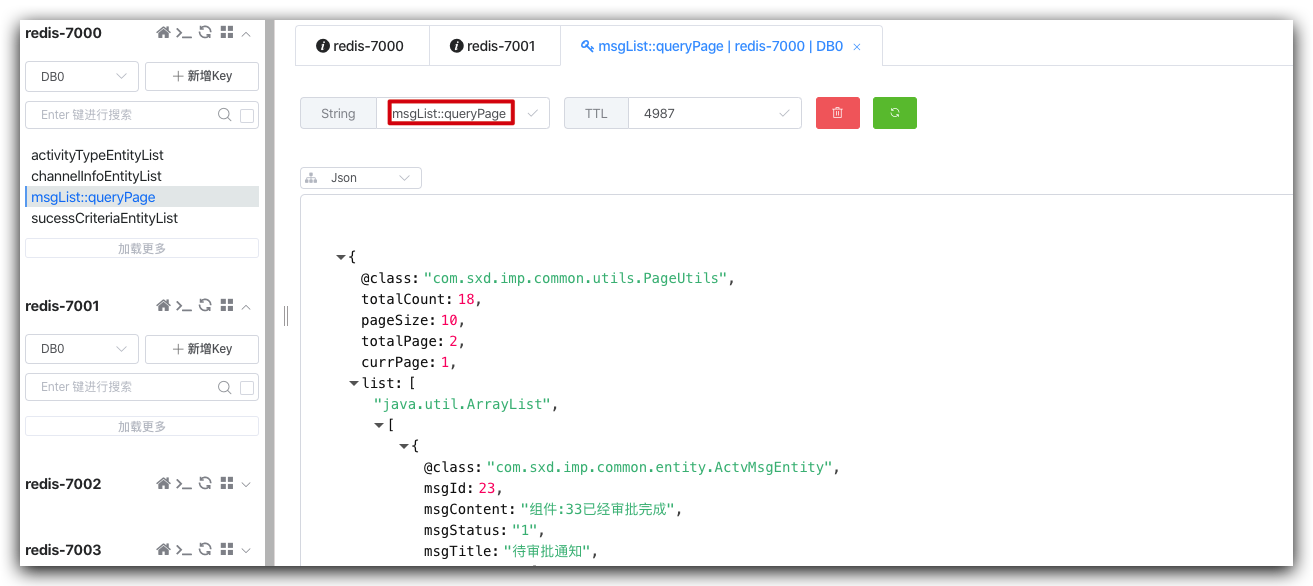 redis-7000
DB0
新增Key
Enter 键进行搜索
activityTypeEntityList
channelInfoEntityList
msgList::queryPage
sucessCriteriaEntityList
加载更多
redis-7001
DB0
新增Key
Enter 键进行搜索
加载更多
redis-7002
redis-7003
redis-7000
redis-7001
msgList::queryPage | redis-7000 | DB0
String
msgList::queryPage
TTL
4987
Json
{
@class: "com.sxd.imp.common.utils.PageUtils",
totalCount: 18,
pageSize: 10,
totalPage: 2,
currPage: 1,
list: [
"java.util.ArrayList",
[
{
@class: "com.sxd.imp.common.entity.ActvMsgEntity",
msgId: 23,
msgContent: "组件:33已经审批完成",
msgStatus: "1",
msgTitle: "待审批通知",